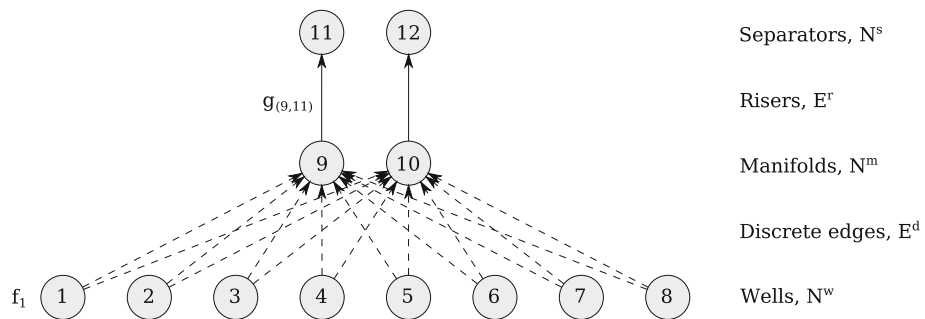 11 12 Separators, Nˢ
g₍₉,₁₁₎ Risers, Eʳ
9 10 Manifolds, Nᵐ
Discrete edges, Eᵈ
f₁ 1 2 3 4 5 6 7 8 Wells, Nʷ